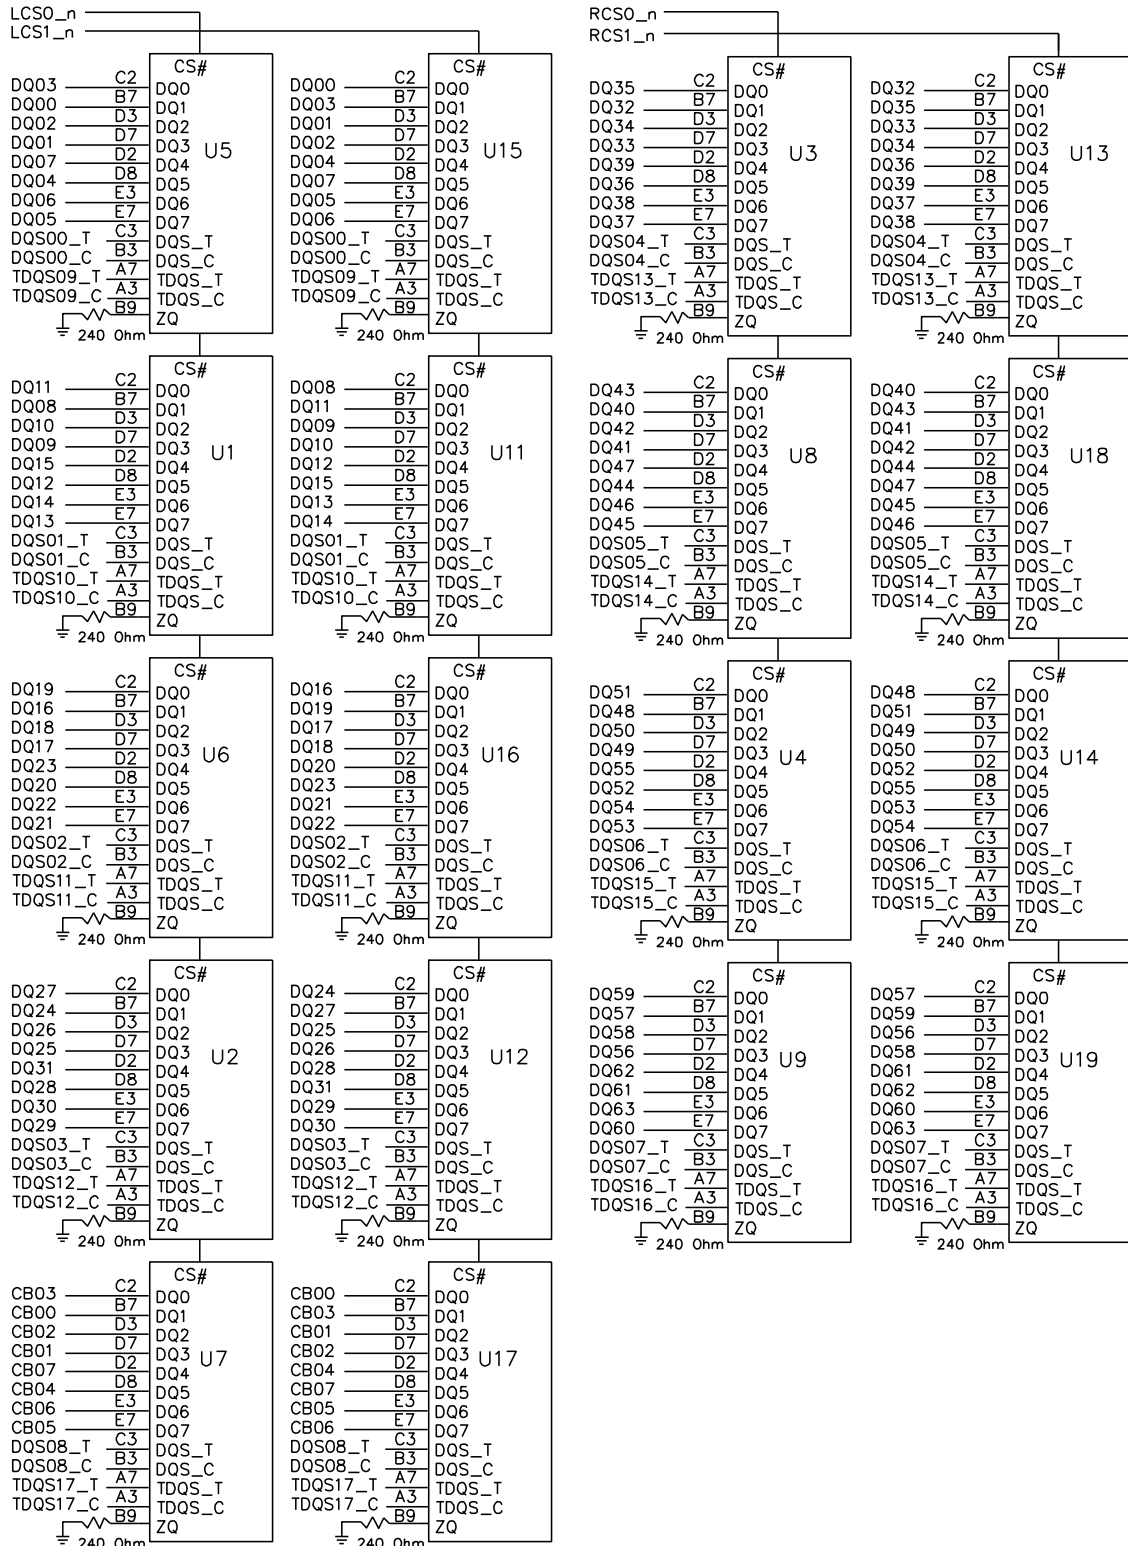 LCS0_n
LCS1_n
CS#
DQ03 C2 DQ0
DQ00 B7 DQ1
DQ02 D3 DQ2
DQ01 D7 DQ3 U5
DQ07 D2 DQ4
DQ04 D8 DQ5
DQ06 E3 DQ6
DQ05 E7 DQ7
DQS00_T C3 DQS_T
DQS00_C B3 DQS_C
TDQS09_T A7 TDQS_T
TDQS09_C A3 TDQS_C
B9 ZQ
240 Ohm
CS#
DQ11 C2 DQ0
DQ08 B7 DQ1
DQ10 D3 DQ2
DQ09 D7 DQ3 U1
DQ15 D2 DQ4
DQ12 D8 DQ5
DQ14 E3 DQ6
DQ13 E7 DQ7
DQS01_T C3 DQS_T
DQS01_C B3 DQS_C
TDQS10_T A7 TDQS_T
TDQS10_C A3 TDQS_C
B9 ZQ
240 Ohm
CS#
DQ19 C2 DQ0
DQ16 B7 DQ1
DQ18 D3 DQ2
DQ17 D7 DQ3 U6
DQ23 D2 DQ4
DQ20 D8 DQ5
DQ22 E3 DQ6
DQ21 E7 DQ7
DQS02_T C3 DQS_T
DQS02_C B3 DQS_C
TDQS11_T A7 TDQS_T
TDQS11_C A3 TDQS_C
B9 ZQ
240 Ohm
CS#
DQ27 C2 DQ0
DQ24 B7 DQ1
DQ26 D3 DQ2
DQ25 D7 DQ3 U2
DQ31 D2 DQ4
DQ28 D8 DQ5
DQ30 E3 DQ6
DQ29 E7 DQ7
DQS03_T C3 DQS_T
DQS03_C B3 DQS_C
TDQS12_T A7 TDQS_T
TDQS12_C A3 TDQS_C
B9 ZQ
240 Ohm
CS#
CB03 C2 DQ0
CB00 B7 DQ1
CB02 D3 DQ2
CB01 D7 DQ3 U7
CB07 D2 DQ4
CB04 D8 DQ5
CB06 E3 DQ6
CB05 E7 DQ7
DQS08_T C3 DQS_T
DQS08_C B3 DQS_C
TDQS17_T A7 TDQS_T
TDQS17_C A3 TDQS_C
B9 ZQ
240 Ohm
CS#
DQ00 C2 DQ0
DQ03 B7 DQ1
DQ01 D3 DQ2
DQ02 D7 DQ3 U15
DQ04 D2 DQ4
DQ07 D8 DQ5
DQ05 E3 DQ6
DQ06 E7 DQ7
DQS00_T C3 DQS_T
DQS00_C B3 DQS_C
TDQS09_T A7 TDQS_T
TDQS09_C A3 TDQS_C
B9 ZQ
240 Ohm
CS#
DQ08 C2 DQ0
DQ11 B7 DQ1
DQ09 D3 DQ2
DQ10 D7 DQ3 U11
DQ12 D2 DQ4
DQ15 D8 DQ5
DQ13 E3 DQ6
DQ14 E7 DQ7
DQS01_T C3 DQS_T
DQS01_C B3 DQS_C
TDQS10_T A7 TDQS_T
TDQS10_C A3 TDQS_C
B9 ZQ
240 Ohm
CS#
DQ16 C2 DQ0
DQ19 B7 DQ1
DQ17 D3 DQ2
DQ18 D7 DQ3 U16
DQ20 D2 DQ4
DQ23 D8 DQ5
DQ21 E3 DQ6
DQ22 E7 DQ7
DQS02_T C3 DQS_T
DQS02_C B3 DQS_C
TDQS11_T A7 TDQS_T
TDQS11_C A3 TDQS_C
B9 ZQ
240 Ohm
CS#
DQ24 C2 DQ0
DQ27 B7 DQ1
DQ25 D3 DQ2
DQ26 D7 DQ3 U12
DQ28 D2 DQ4
DQ31 D8 DQ5
DQ29 E3 DQ6
DQ30 E7 DQ7
DQS03_T C3 DQS_T
DQS03_C B3 DQS_C
TDQS12_T A7 TDQS_T
TDQS12_C A3 TDQS_C
B9 ZQ
240 Ohm
CS#
CB00 C2 DQ0
CB03 B7 DQ1
CB01 D3 DQ2
CB02 D7 DQ3 U17
CB04 D2 DQ4
CB07 D8 DQ5
CB05 E3 DQ6
CB06 E7 DQ7
DQS08_T C3 DQS_T
DQS08_C B3 DQS_C
TDQS17_T A7 TDQS_T
TDQS17_C A3 TDQS_C
B9 ZQ
240 Ohm
RCS0_n
RCS1_n
CS#
DQ35 C2 DQ0
DQ32 B7 DQ1
DQ34 D3 DQ2
DQ33 D7 DQ3 U3
DQ39 D2 DQ4
DQ36 D8 DQ5
DQ38 E3 DQ6
DQ37 E7 DQ7
DQS04_T C3 DQS_T
DQS04_C B3 DQS_C
TDQS13_T A7 TDQS_T
TDQS13_C A3 TDQS_C
B9 ZQ
240 Ohm
CS#
DQ43 C2 DQ0
DQ40 B7 DQ1
DQ42 D3 DQ2
DQ41 D7 DQ3 U8
DQ47 D2 DQ4
DQ44 D8 DQ5
DQ46 E3 DQ6
DQ45 E7 DQ7
DQS05_T C3 DQS_T
DQS05_C B3 DQS_C
TDQS14_T A7 TDQS_T
TDQS14_C A3 TDQS_C
B9 ZQ
240 Ohm
CS#
DQ51 C2 DQ0
DQ48 B7 DQ1
DQ50 D3 DQ2
DQ49 D7 DQ3 U4
DQ55 D2 DQ4
DQ52 D8 DQ5
DQ54 E3 DQ6
DQ53 E7 DQ7
DQS06_T C3 DQS_T
DQS06_C B3 DQS_C
TDQS15_T A7 TDQS_T
TDQS15_C A3 TDQS_C
B9 ZQ
240 Ohm
CS#
DQ59 C2 DQ0
DQ57 B7 DQ1
DQ58 D3 DQ2
DQ56 D7 DQ3 U9
DQ62 D2 DQ4
DQ61 D8 DQ5
DQ63 E3 DQ6
DQ60 E7 DQ7
DQS07_T C3 DQS_T
DQS07_C B3 DQS_C
TDQS16_T A7 TDQS_T
TDQS16_C A3 TDQS_C
B9 ZQ
240 Ohm
CS#
DQ32 C2 DQ0
DQ35 B7 DQ1
DQ33 D3 DQ2
DQ34 D7 DQ3 U13
DQ36 D2 DQ4
DQ39 D8 DQ5
DQ37 E3 DQ6
DQ38 E7 DQ7
DQS04_T C3 DQS_T
DQS04_C B3 DQS_C
TDQS13_T A7 TDQS_T
TDQS13_C A3 TDQS_C
B9 ZQ
240 Ohm
CS#
DQ40 C2 DQ0
DQ43 B7 DQ1
DQ41 D3 DQ2
DQ42 D7 DQ3 U18
DQ44 D2 DQ4
DQ47 D8 DQ5
DQ45 E3 DQ6
DQ46 E7 DQ7
DQS05_T C3 DQS_T
DQS05_C B3 DQS_C
TDQS14_T A7 TDQS_T
TDQS14_C A3 TDQS_C
B9 ZQ
240 Ohm
CS#
DQ48 C2 DQ0
DQ51 B7 DQ1
DQ49 D3 DQ2
DQ50 D7 DQ3 U14
DQ52 D2 DQ4
DQ55 D8 DQ5
DQ53 E3 DQ6
DQ54 E7 DQ7
DQS06_T C3 DQS_T
DQS06_C B3 DQS_C
TDQS15_T A7 TDQS_T
TDQS15_C A3 TDQS_C
B9 ZQ
240 Ohm
CS#
DQ57 C2 DQ0
DQ59 B7 DQ1
DQ56 D3 DQ2
DQ58 D7 DQ3 U19
DQ61 D2 DQ4
DQ62 D8 DQ5
DQ60 E3 DQ6
DQ63 E7 DQ7
DQS07_T C3 DQS_T
DQS07_C B3 DQS_C
TDQS16_T A7 TDQS_T
TDQS16_C A3 TDQS_C
B9 ZQ
240 Ohm